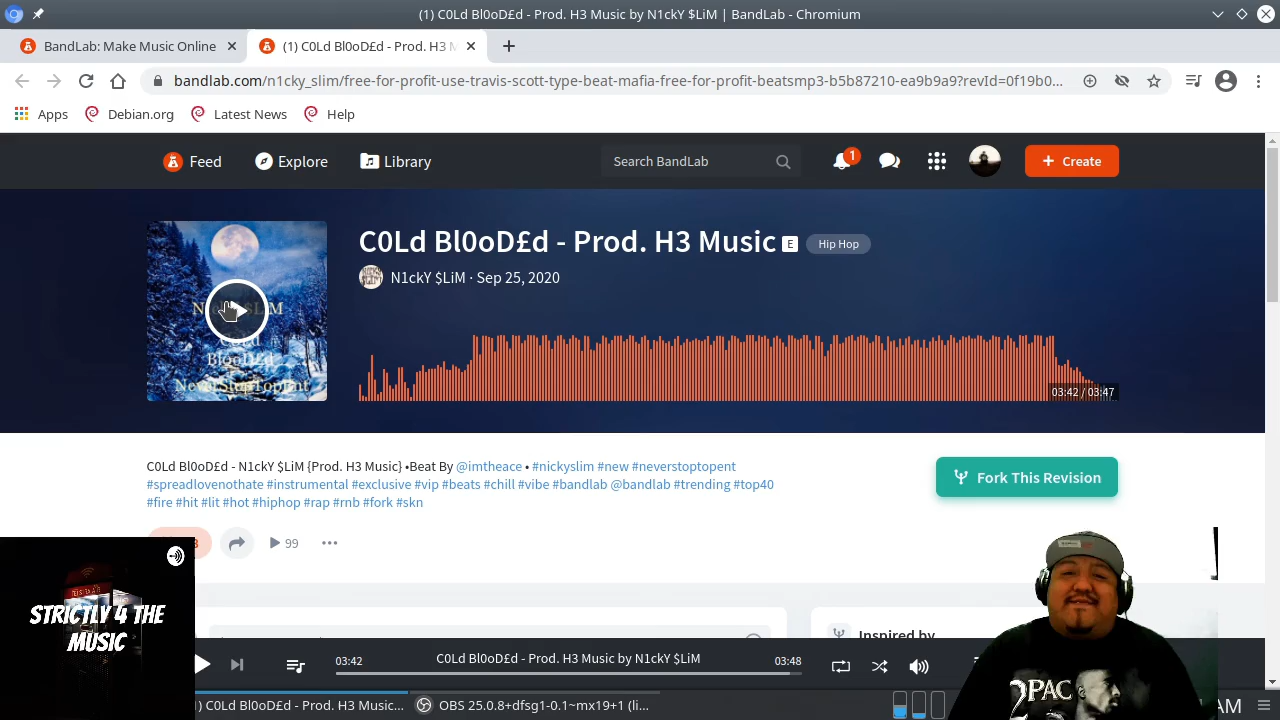 (1) C0Ld Bl0oD£d - Prod. H3 Music by N1ckY $LiM | BandLab - Chromium
BandLab: Make Music Online
(1) C0Ld Bl0oD£d - Prod. H3 M
bandlab.com/n1cky_slim/free-for-profit-use-travis-scott-type-beat-mafia-free-for-profit-beatsmp3-b5b87210-ea9b9a9?revId=0f19b0...
Apps Debian.org Latest News Help
Feed Explore Library Search BandLab 1 + Create
C0Ld Bl0oD£d - Prod. H3 Music E Hip Hop
N1ckY $LiM · Sep 25, 2020
BlooD£d
NeverStopTopent
03:42 / 03:47
C0Ld Bl0oD£d - N1ckY $LiM {Prod. H3 Music} •Beat By @imtheace • #nickyslim #new #neverstoptopent
#spreadlovenothate #instrumental #exclusive #vip #beats #chill #vibe #bandlab @bandlab #trending #top40
#fire #hit #lit #hot #hiphop #rap #rnb #fork #skn
Fork This Revision
99
STRICTLY 4 THE
MUSIC
Inspired by
03:42 C0Ld Bl0oD£d - Prod. H3 Music by N1ckY $LiM 03:48
) C0Ld Bl0oD£d - Prod. H3 Music...
OBS 25.0.8+dfsg1-0.1~mx19+1 (li...
2PAC
AM